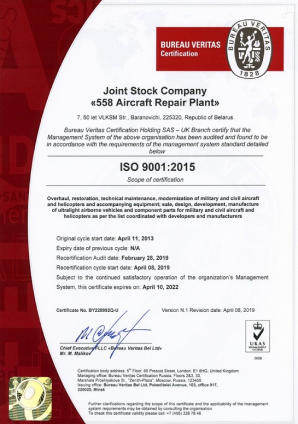 BUREAU VERITAS
Certification
BUREAU VERITAS
1828
Joint Stock Company
«558 Aircraft Repair Plant»
7, 50 let VLKSM Str., Baranovichi, 225320, Republic of Belarus
Bureau Veritas Certification Holding SAS – UK Branch certify that the
Management System of the above organisation has been audited and found to be
in accordance with the requirements of the management system standard detailed
below
ISO 9001:2015
Scope of certification
Overhaul, restoration, technical maintenance, modernization of military and civil aircraft
and helicopters and accompanying equipment; sale, design, development, manufacture
of ultralight airborne vehicles and component parts for military and civil aircraft and
helicopters as per the list coordinated with developers and manufacturers
Original cycle start date: April 11, 2013
Expiry date of previous cycle: N/A
Recertification Audit date: February 28, 2019
Recertification cycle start date: April 08, 2019
Subject to the continued satisfactory operation of the organization's Management
System, this certificate expires on: April 10, 2022
Certificate No. BY228952Q-U
Version N.1 Revision date: April 08, 2019
Chief Executive LLC «Bureau Veritas Bel Ltd»
Mr. M. Malikov
UKAS
MANAGEMENT
SYSTEMS
0008
Certification body address: 5th Floor, 66 Prescot Street, London, E1 8HG, United Kingdom
Managing office: Bureau Veritas Certification Russia, Floors 2&3, 30,
Marshala Proshlyakova St., "Zenith-Plaza", Moscow, Russia, 123458
Issuing office: Bureau Veritas Bel Ltd, Pobeditelei Avenue, 103, office 917,
220020, Minsk
Further clarifications regarding the scope of this certificate and the applicability of the management
system requirements may be obtained by consulting the organisation
To check this certificate validity please call: +7 (495) 228 78 48